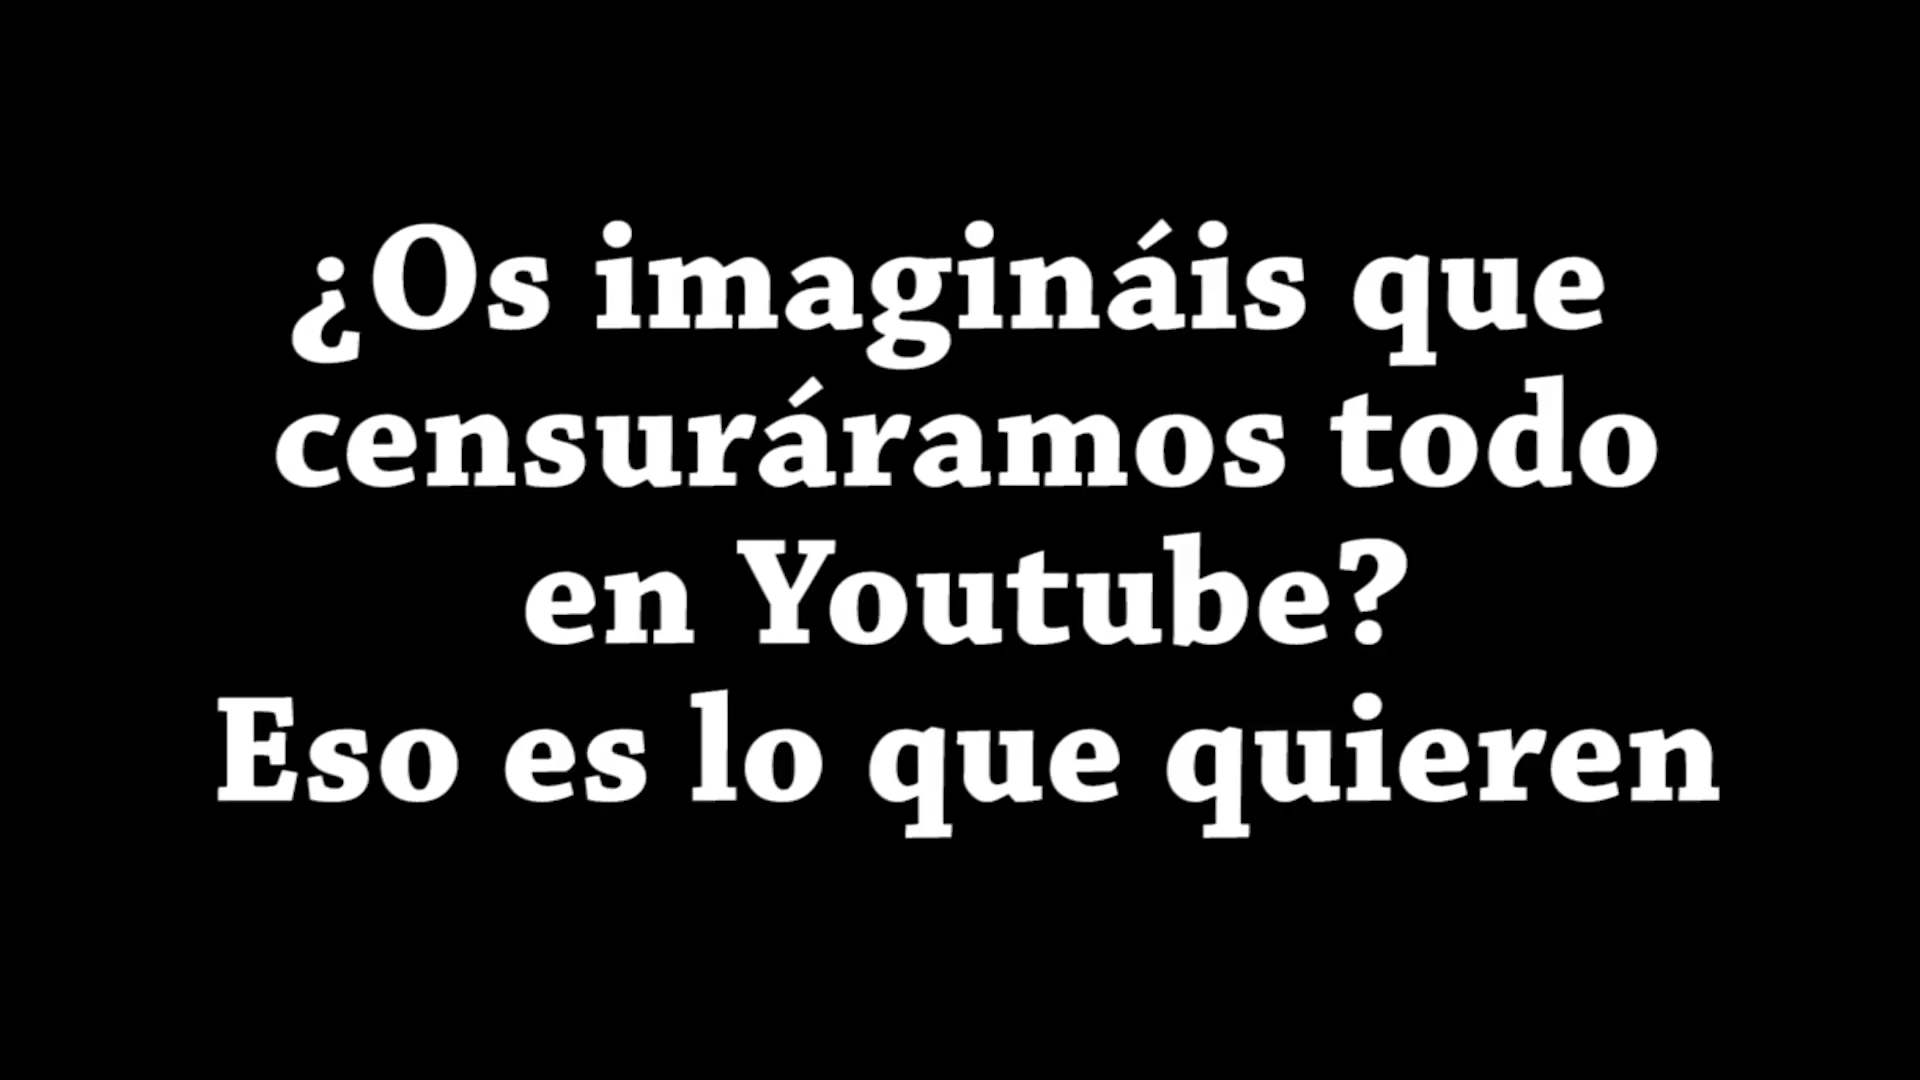 ¿Os imagináis que
censuráramos todo
en Youtube?
Eso es lo que quieren